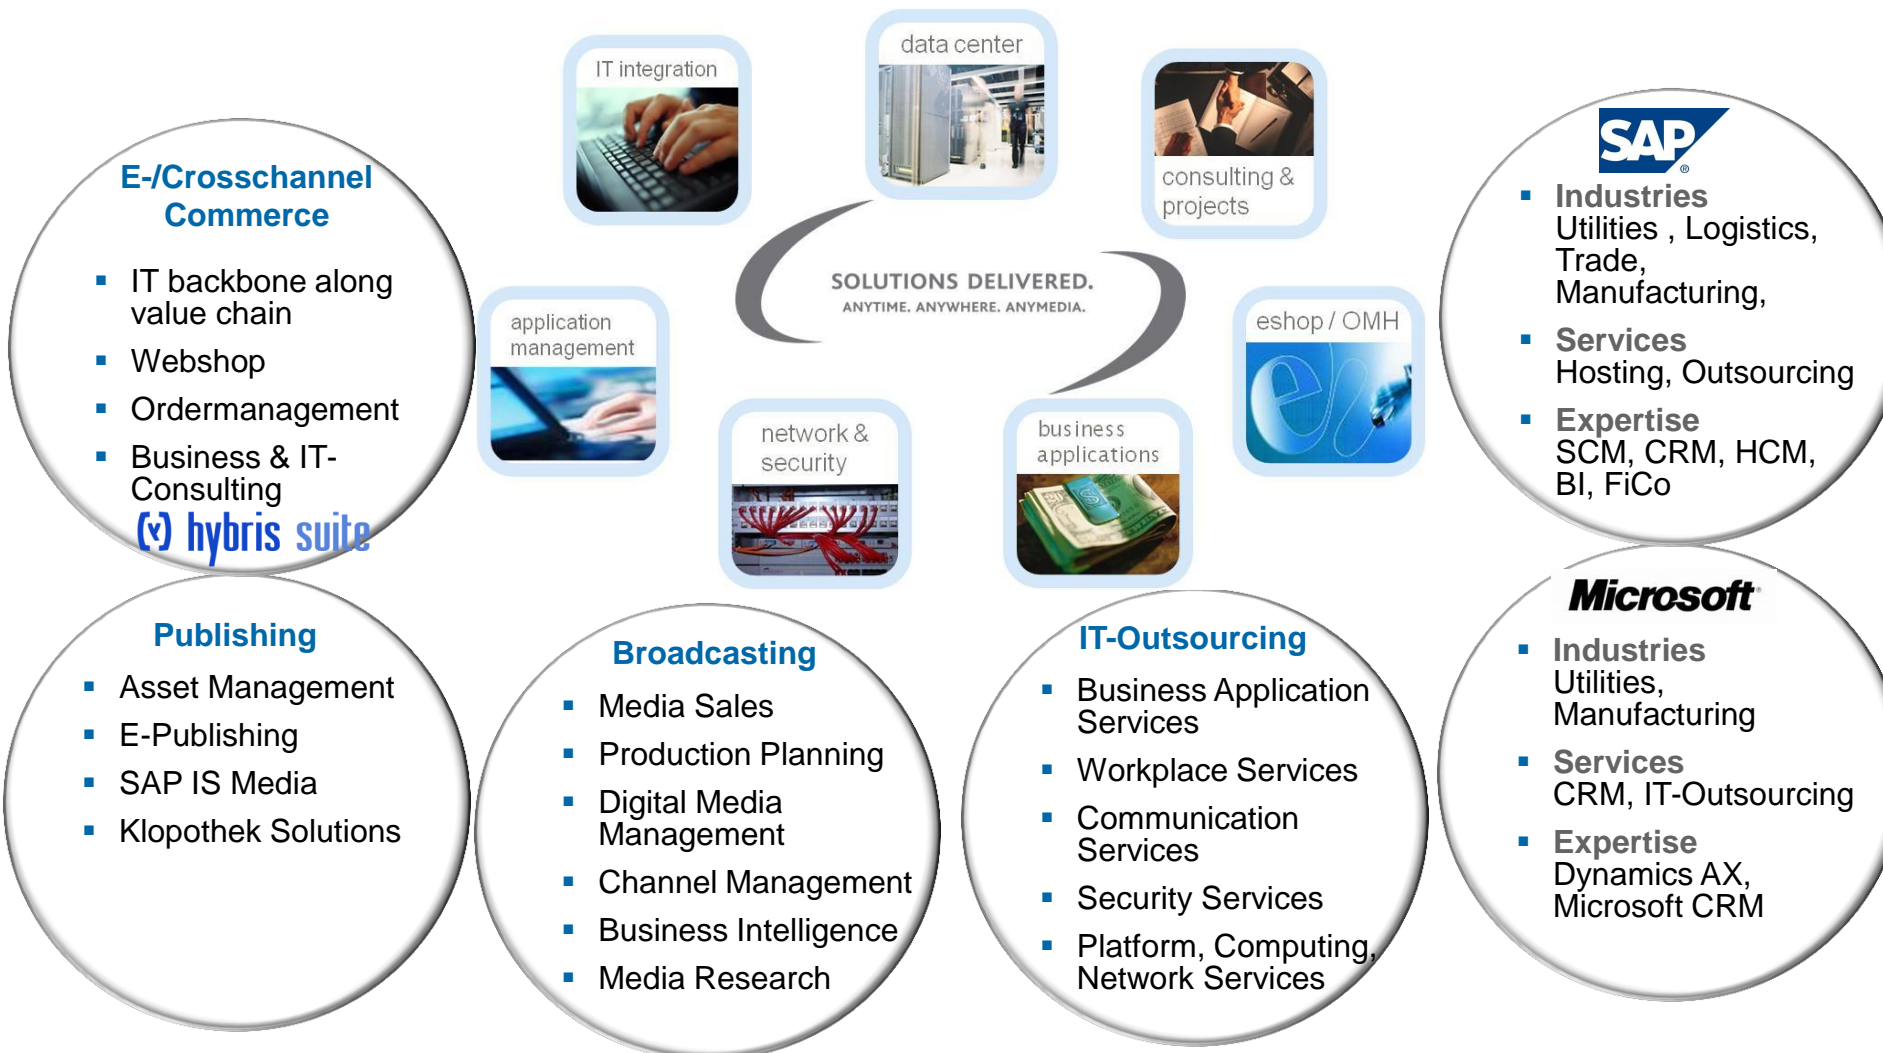 IT integration
data center
consulting &
projects
SOLUTIONS DELIVERED.
ANYTIME. ANYWHERE. ANYMEDIA.
application
management
eshop / OMH
network &
security
business
applications
E-/Crosschannel
Commerce
▪ IT backbone along
value chain
▪ Webshop
▪ Ordermanagement
▪ Business & IT-
Consulting
(y) hybris suite
SAP®
▪ Industries
Utilities , Logistics,
Trade,
Manufacturing,
▪ Services
Hosting, Outsourcing
▪ Expertise
SCM, CRM, HCM,
BI, FiCo
Publishing
▪ Asset Management
▪ E-Publishing
▪ SAP IS Media
▪ Klopothek Solutions
Broadcasting
▪ Media Sales
▪ Production Planning
▪ Digital Media
Management
▪ Channel Management
▪ Business Intelligence
▪ Media Research
IT-Outsourcing
▪ Business Application
Services
▪ Workplace Services
▪ Communication
Services
▪ Security Services
▪ Platform, Computing,
Network Services
Microsoft
▪ Industries
Utilities,
Manufacturing
▪ Services
CRM, IT-Outsourcing
▪ Expertise
Dynamics AX,
Microsoft CRM